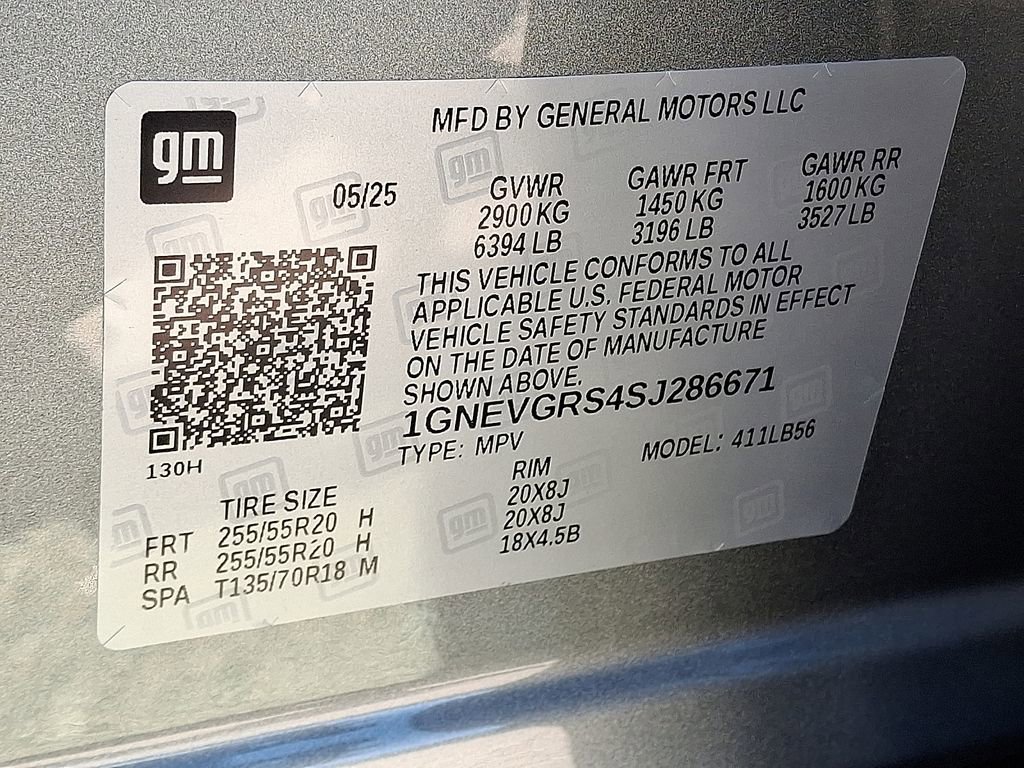 gm
MFD BY GENERAL MOTORS LLC
05/25
GVWR GAWR FRT GAWR RR
2900 KG 1450 KG 1600 KG
6394 LB 3196 LB 3527 LB
THIS VEHICLE CONFORMS TO ALL
APPLICABLE U.S. FEDERAL MOTOR
VEHICLE SAFETY STANDARDS IN EFFECT
ON THE DATE OF MANUFACTURE
SHOWN ABOVE.
1GNEVGRS4SJ286671
TYPE: MPV MODEL: 411LB56
130H
TIRE SIZE RIM
FRT 255/55R20 H 20X8J
RR 255/55R20 H 20X8J
SPA T135/70R18 M 18X4.5B